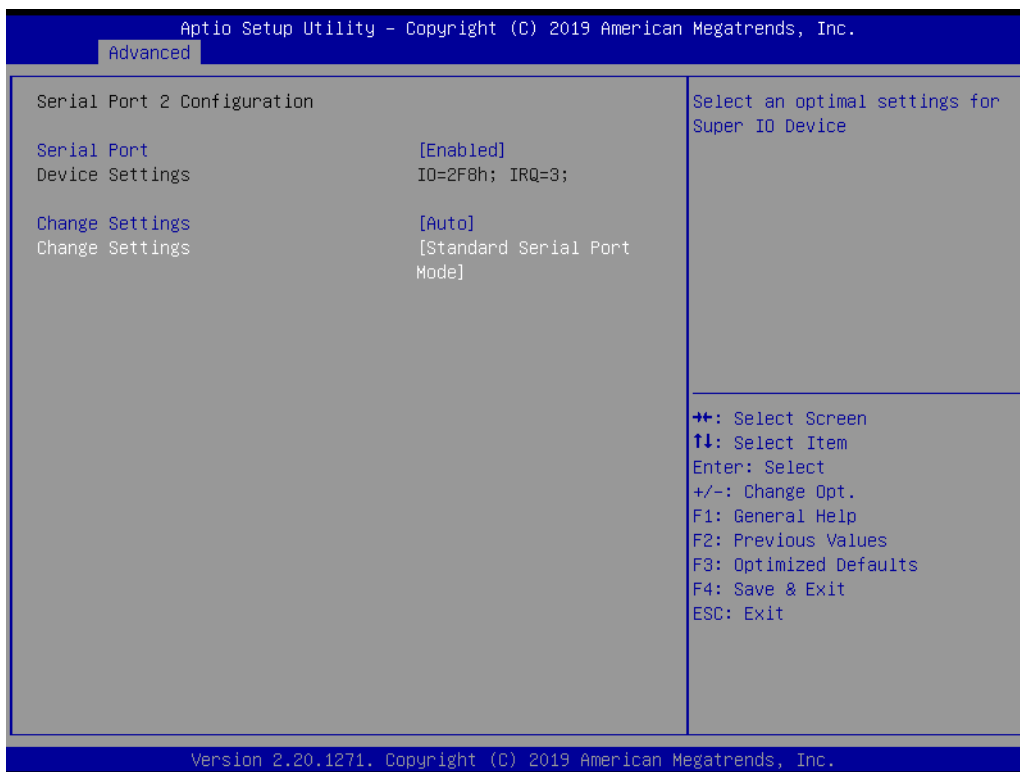 Aptio Setup Utility – Copyright (C) 2019 American Megatrends, Inc.
Advanced
Serial Port 2 Configuration
Serial Port [Enabled]
Device Settings IO=2F8h; IRQ=3;
Change Settings [Auto]
Change Settings [Standard Serial Port
Mode]
Select an optimal settings for
Super IO Device
→←: Select Screen
↑↓: Select Item
Enter: Select
+/-: Change Opt.
F1: General Help
F2: Previous Values
F3: Optimized Defaults
F4: Save & Exit
ESC: Exit
Version 2.20.1271. Copyright (C) 2019 American Megatrends, Inc.